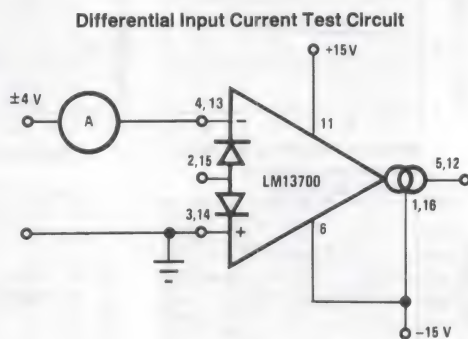 Differential Input Current Test Circuit
+15V
±4 V
A
4, 13
−
11
2,15
LM13700
5,12
3,14
+
6
1,16
−15 V